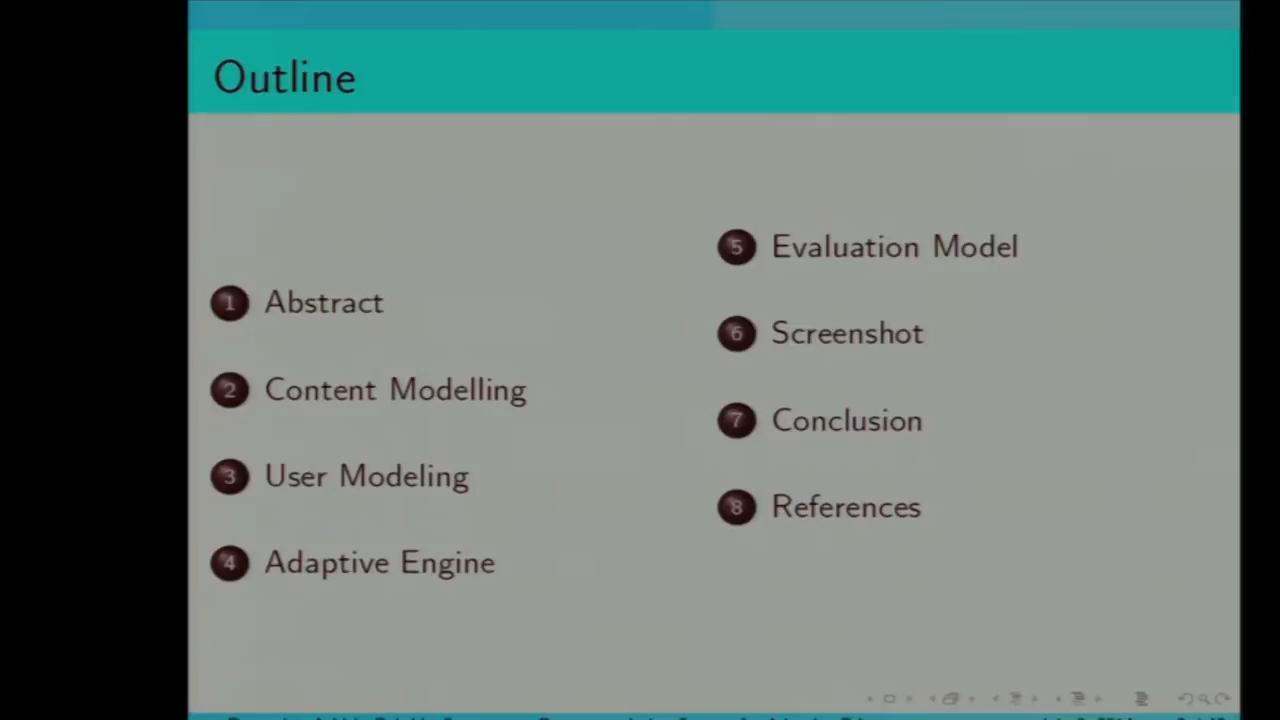 Outline
1 Abstract
2 Content Modelling
3 User Modeling
4 Adaptive Engine
5 Evaluation Model
6 Screenshot
7 Conclusion
8 References